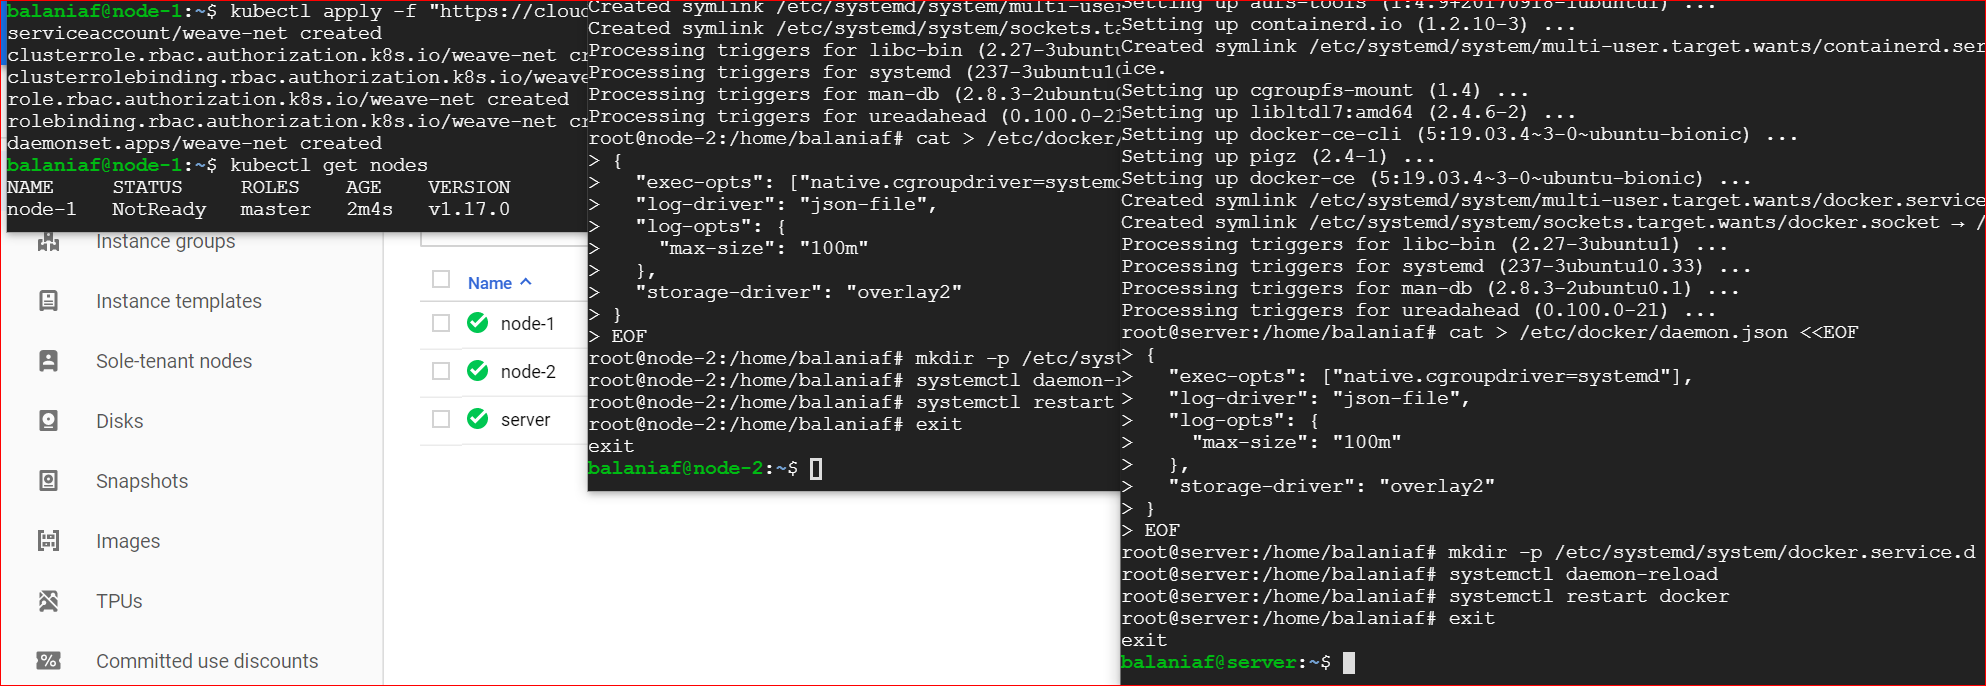 balaniaf@node-1:~$ kubectl apply -f "https://cloud
serviceaccount/weave-net created
clusterrole.rbac.authorization.k8s.io/weave-net cr
clusterrolebinding.rbac.authorization.k8s.io/weave
role.rbac.authorization.k8s.io/weave-net created
rolebinding.rbac.authorization.k8s.io/weave-net cr
daemonset.apps/weave-net created
balaniaf@node-1:~$ kubectl get nodes
NAME STATUS ROLES AGE VERSION
node-1 NotReady master 2m4s v1.17.0
Instance groups
Instance templates
Sole-tenant nodes
Disks
Snapshots
Images
TPUs
Committed use discounts
Name
node-1
node-2
server
Created symlink /etc/systemd/system/multi-user
Created symlink /etc/systemd/system/sockets.ta
Processing triggers for libc-bin (2.27-3ubuntu
Processing triggers for systemd (237-3ubuntu10
Processing triggers for man-db (2.8.3-2ubuntu0
Processing triggers for ureadahead (0.100.0-21
root@node-2:/home/balaniaf# cat > /etc/docker/
> {
>   "exec-opts": ["native.cgroupdriver=systemd
>   "log-driver": "json-file",
>   "log-opts": {
>     "max-size": "100m"
>   },
>   "storage-driver": "overlay2"
> }
> EOF
root@node-2:/home/balaniaf# mkdir -p /etc/syst
root@node-2:/home/balaniaf# systemctl daemon-r
root@node-2:/home/balaniaf# systemctl restart
root@node-2:/home/balaniaf# exit
exit
balaniaf@node-2:~$
Setting up aufs-tools (1:4.9+20170918-1ubuntu1) ...
Setting up containerd.io (1.2.10-3) ...
Created symlink /etc/systemd/system/multi-user.target.wants/containerd.ser
ice.
Setting up cgroupfs-mount (1.4) ...
Setting up libltdl7:amd64 (2.4.6-2) ...
Setting up docker-ce-cli (5:19.03.4~3-0~ubuntu-bionic) ...
Setting up pigz (2.4-1) ...
Setting up docker-ce (5:19.03.4~3-0~ubuntu-bionic) ...
Created symlink /etc/systemd/system/multi-user.target.wants/docker.service
Created symlink /etc/systemd/system/sockets.target.wants/docker.socket → /
Processing triggers for libc-bin (2.27-3ubuntu1) ...
Processing triggers for systemd (237-3ubuntu10.33) ...
Processing triggers for man-db (2.8.3-2ubuntu0.1) ...
Processing triggers for ureadahead (0.100.0-21) ...
root@server:/home/balaniaf# cat > /etc/docker/daemon.json <<EOF
> {
>   "exec-opts": ["native.cgroupdriver=systemd"],
>   "log-driver": "json-file",
>   "log-opts": {
>     "max-size": "100m"
>   },
>   "storage-driver": "overlay2"
> }
> EOF
root@server:/home/balaniaf# mkdir -p /etc/systemd/system/docker.service.d
root@server:/home/balaniaf# systemctl daemon-reload
root@server:/home/balaniaf# systemctl restart docker
root@server:/home/balaniaf# exit
exit
balaniaf@server:~$